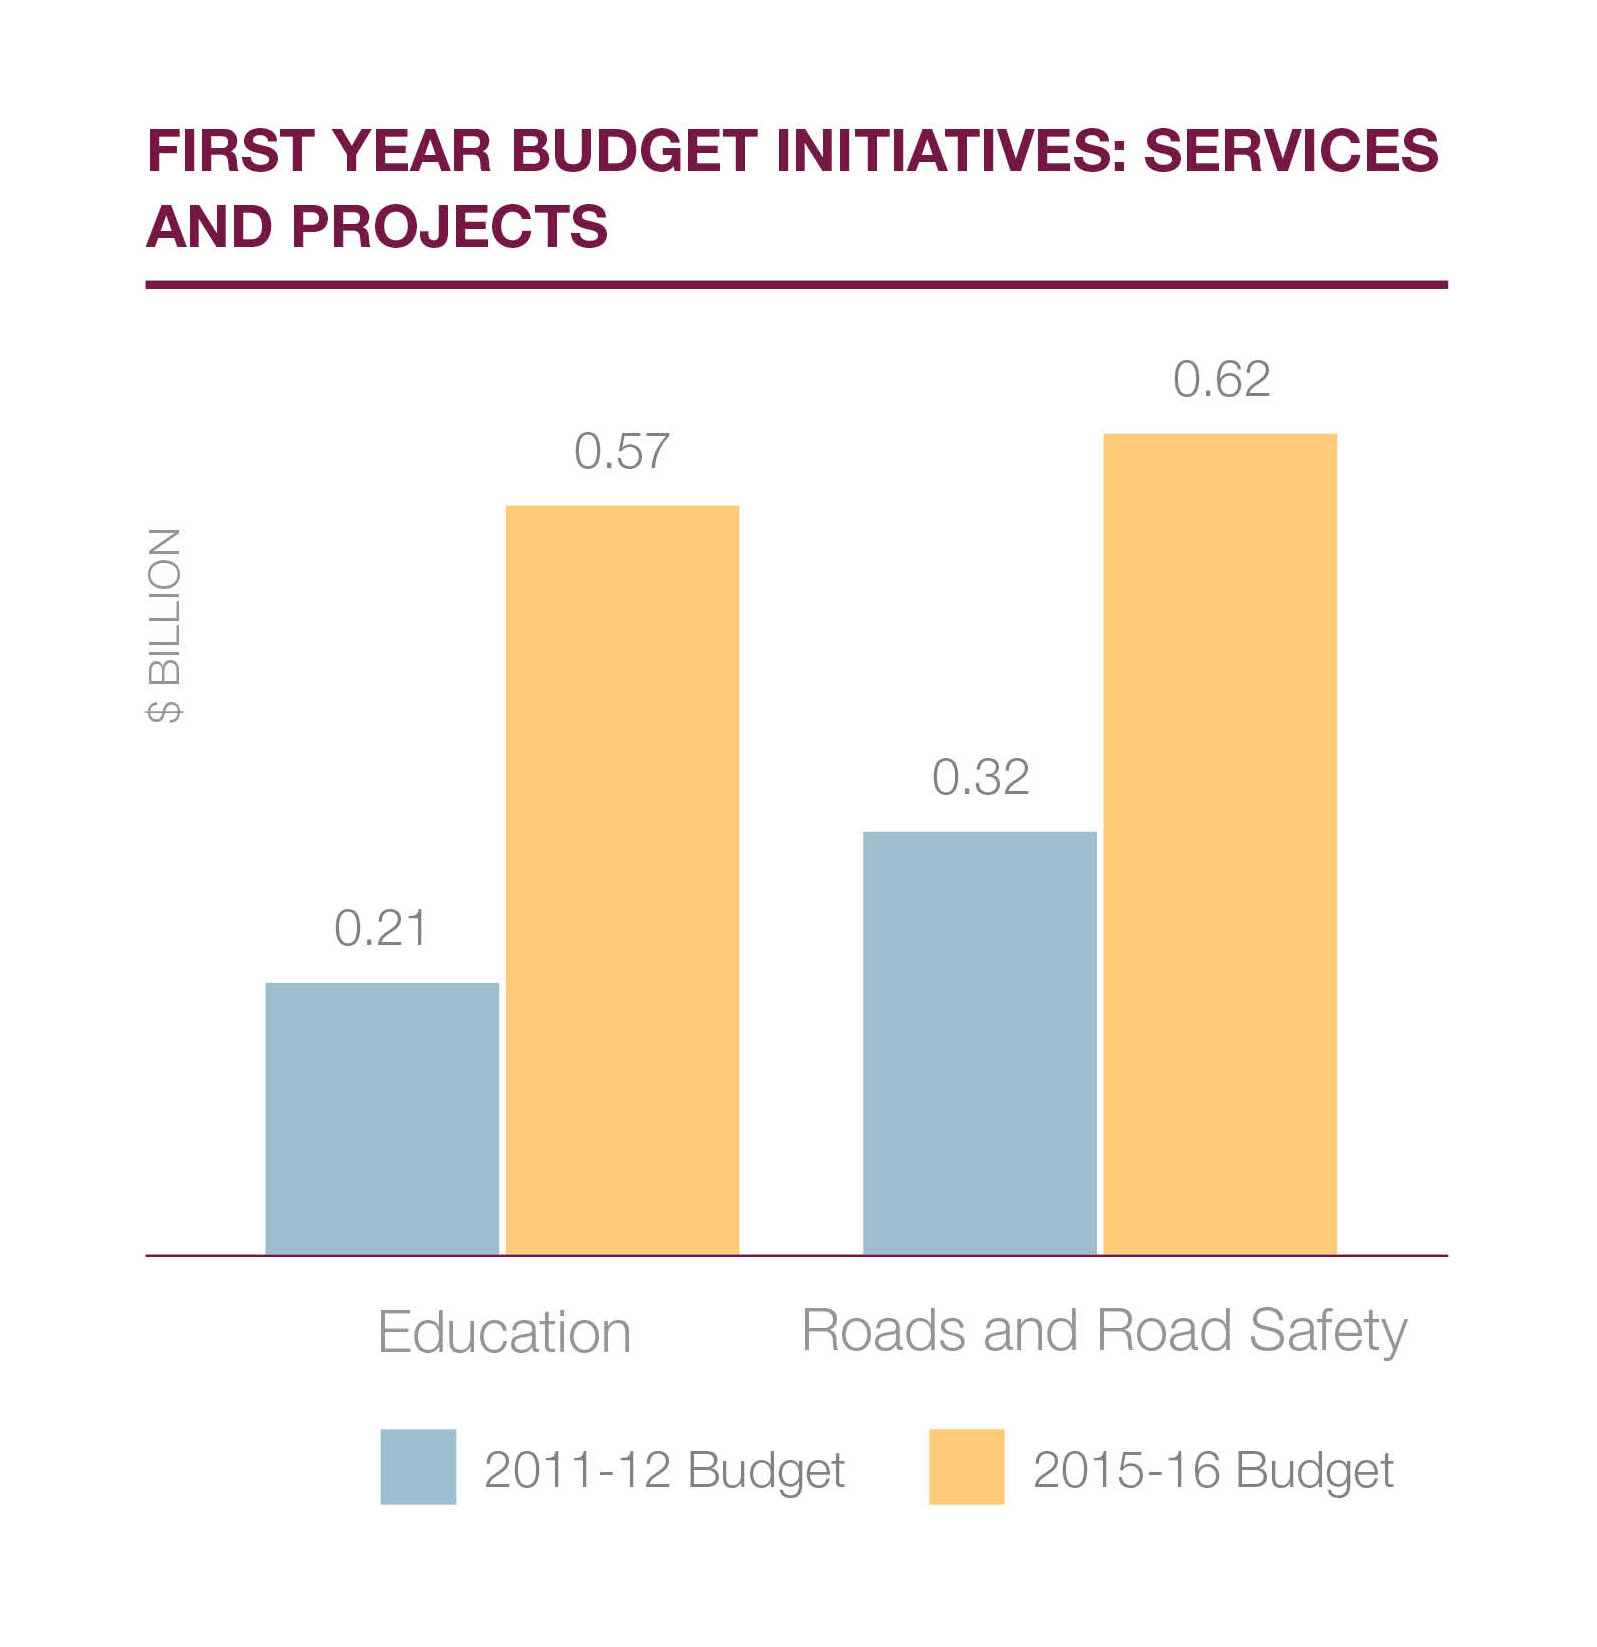 FIRST YEAR BUDGET INITIATIVES: SERVICES
AND PROJECTS
$ BILLION
0.21
0.57
0.32
0.62
Education
Roads and Road Safety
2011-12 Budget
2015-16 Budget